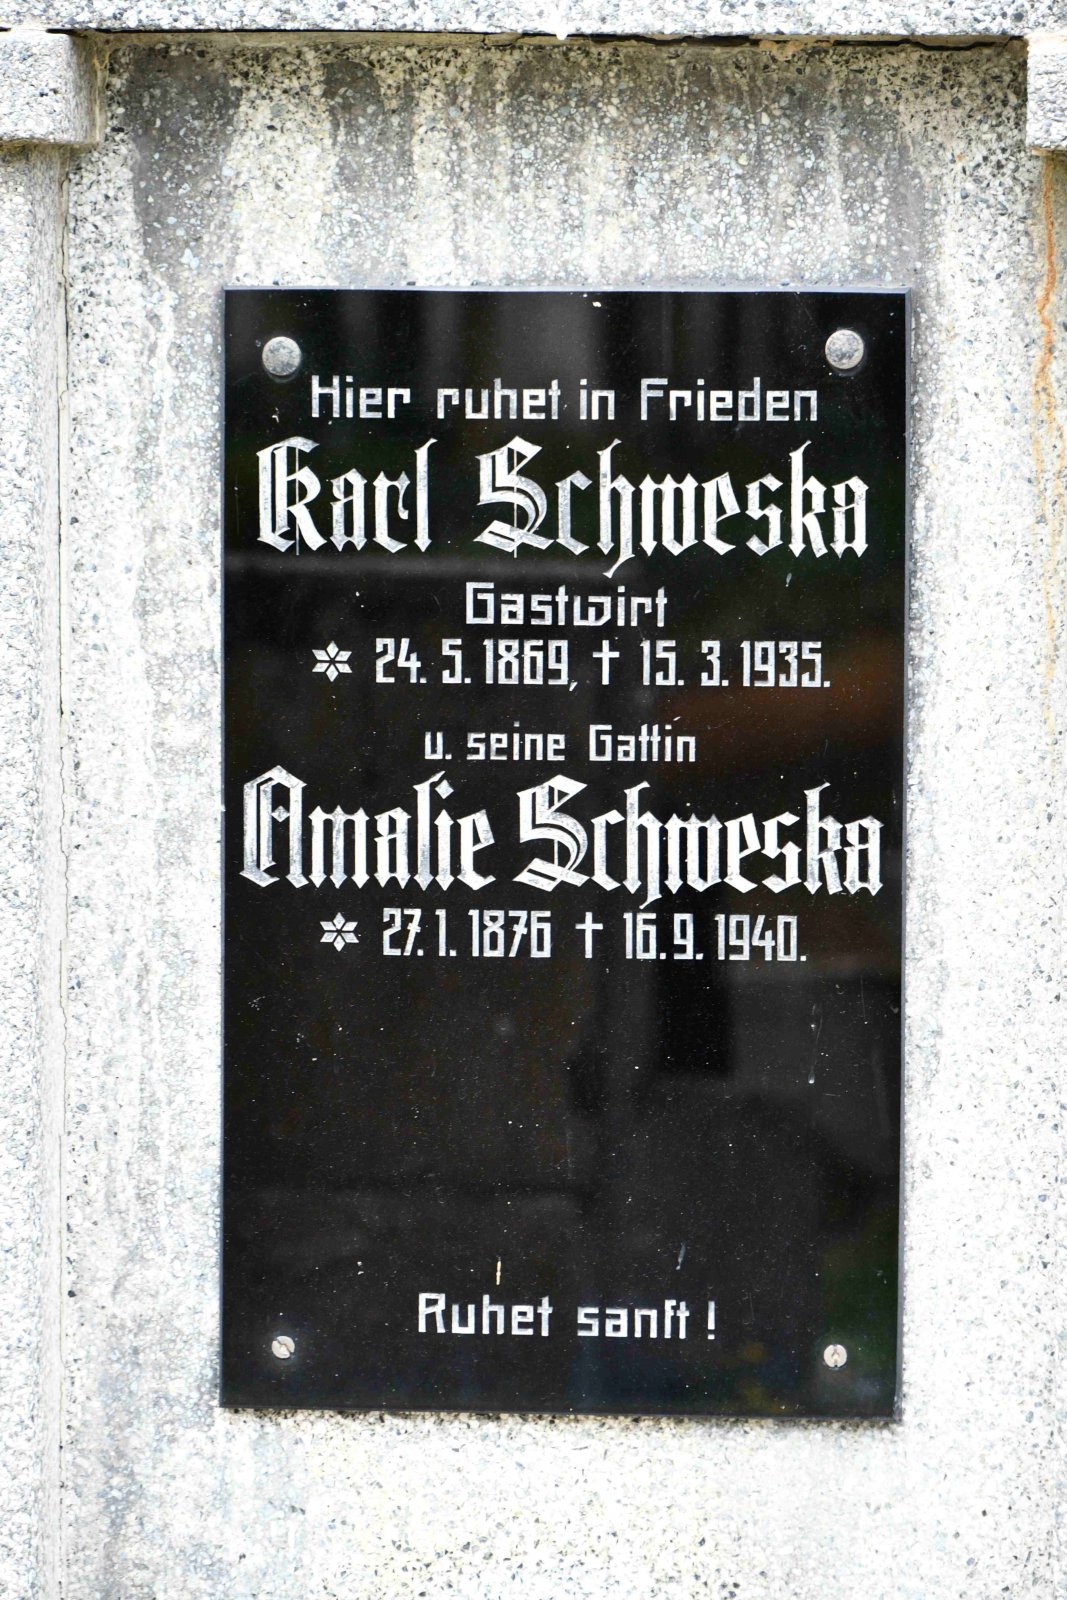 Hier ruhet in Frieden
Karl Schweska
Gastwirt
* 24. 5. 1869, † 15. 3. 1935.
u. seine Gattin
Amalie Schweska
* 27. 1. 1876 † 16. 9. 1940.
Ruhet sanft!